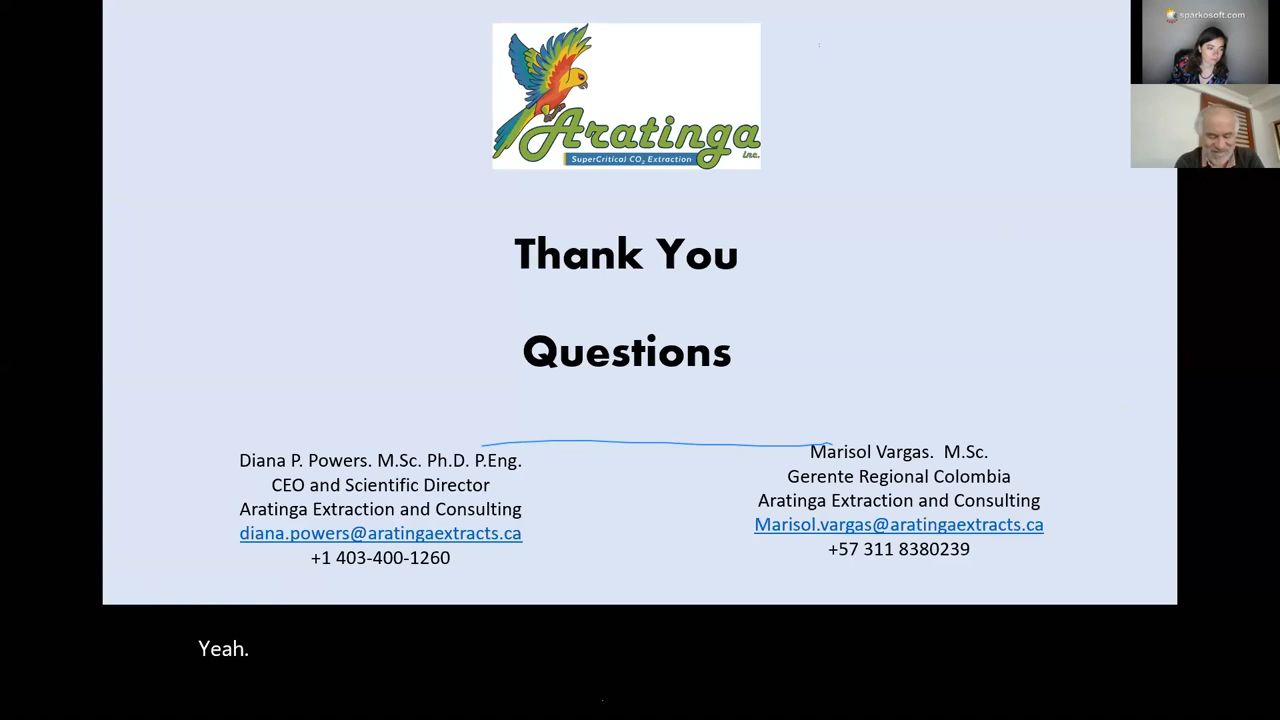 sparkosoft.com
Aratinga
inc.
SuperCritical CO₂ Extraction
Thank You
Questions
Diana P. Powers. M.Sc. Ph.D. P.Eng.
CEO and Scientific Director
Aratinga Extraction and Consulting
diana.powers@aratingaextracts.ca
+1 403-400-1260
Marisol Vargas.  M.Sc.
Gerente Regional Colombia
Aratinga Extraction and Consulting
Marisol.vargas@aratingaextracts.ca
+57 311 8380239
Yeah.